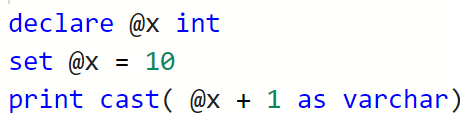 declare @x int
set @x = 10
print cast( @x + 1 as varchar)